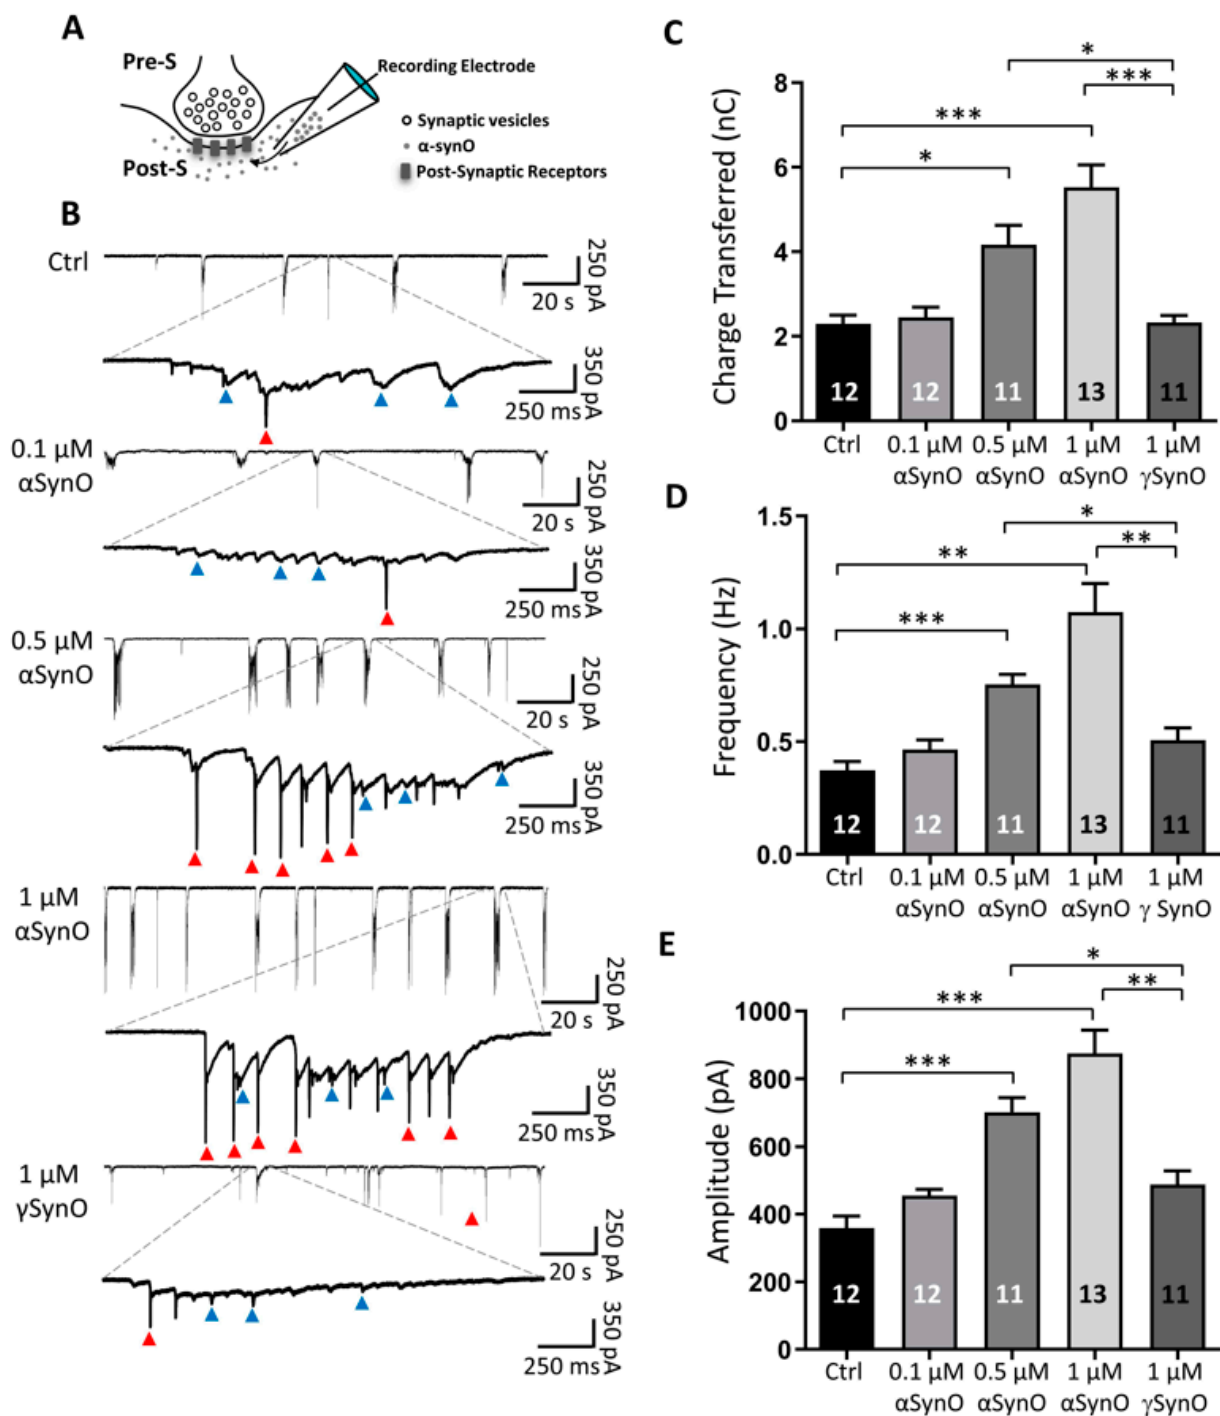 A
Pre-S
Recording Electrode
Synaptic vesicles
α-synO
Post-S
Post-Synaptic Receptors
B
Ctrl
250 pA
20 s
350 pA
250 ms
0.1 µM
αSynO
250 pA
20 s
350 pA
250 ms
0.5 µM
αSynO
250 pA
20 s
350 pA
250 ms
1 µM
αSynO
250 pA
20 s
350 pA
250 ms
1 µM
γSynO
250 pA
20 s
350 pA
250 ms
C
Charge Transferred (nC)
8
6
4
2
0
*
***
***
*
12
12
11
13
11
Ctrl
0.1 µM
αSynO
0.5 µM
αSynO
1 µM
αSynO
1 µM
γSynO
D
Frequency (Hz)
1.5
1.0
0.5
0.0
*
**
**
***
12
12
11
13
11
Ctrl
0.1 µM
αSynO
0.5 µM
αSynO
1 µM
αSynO
1 µM
γ SynO
E
Amplitude (pA)
1000
800
600
400
200
0
*
**
***
***
12
12
11
13
11
Ctrl
0.1 µM
αSynO
0.5 µM
αSynO
1 µM
αSynO
1 µM
γSynO